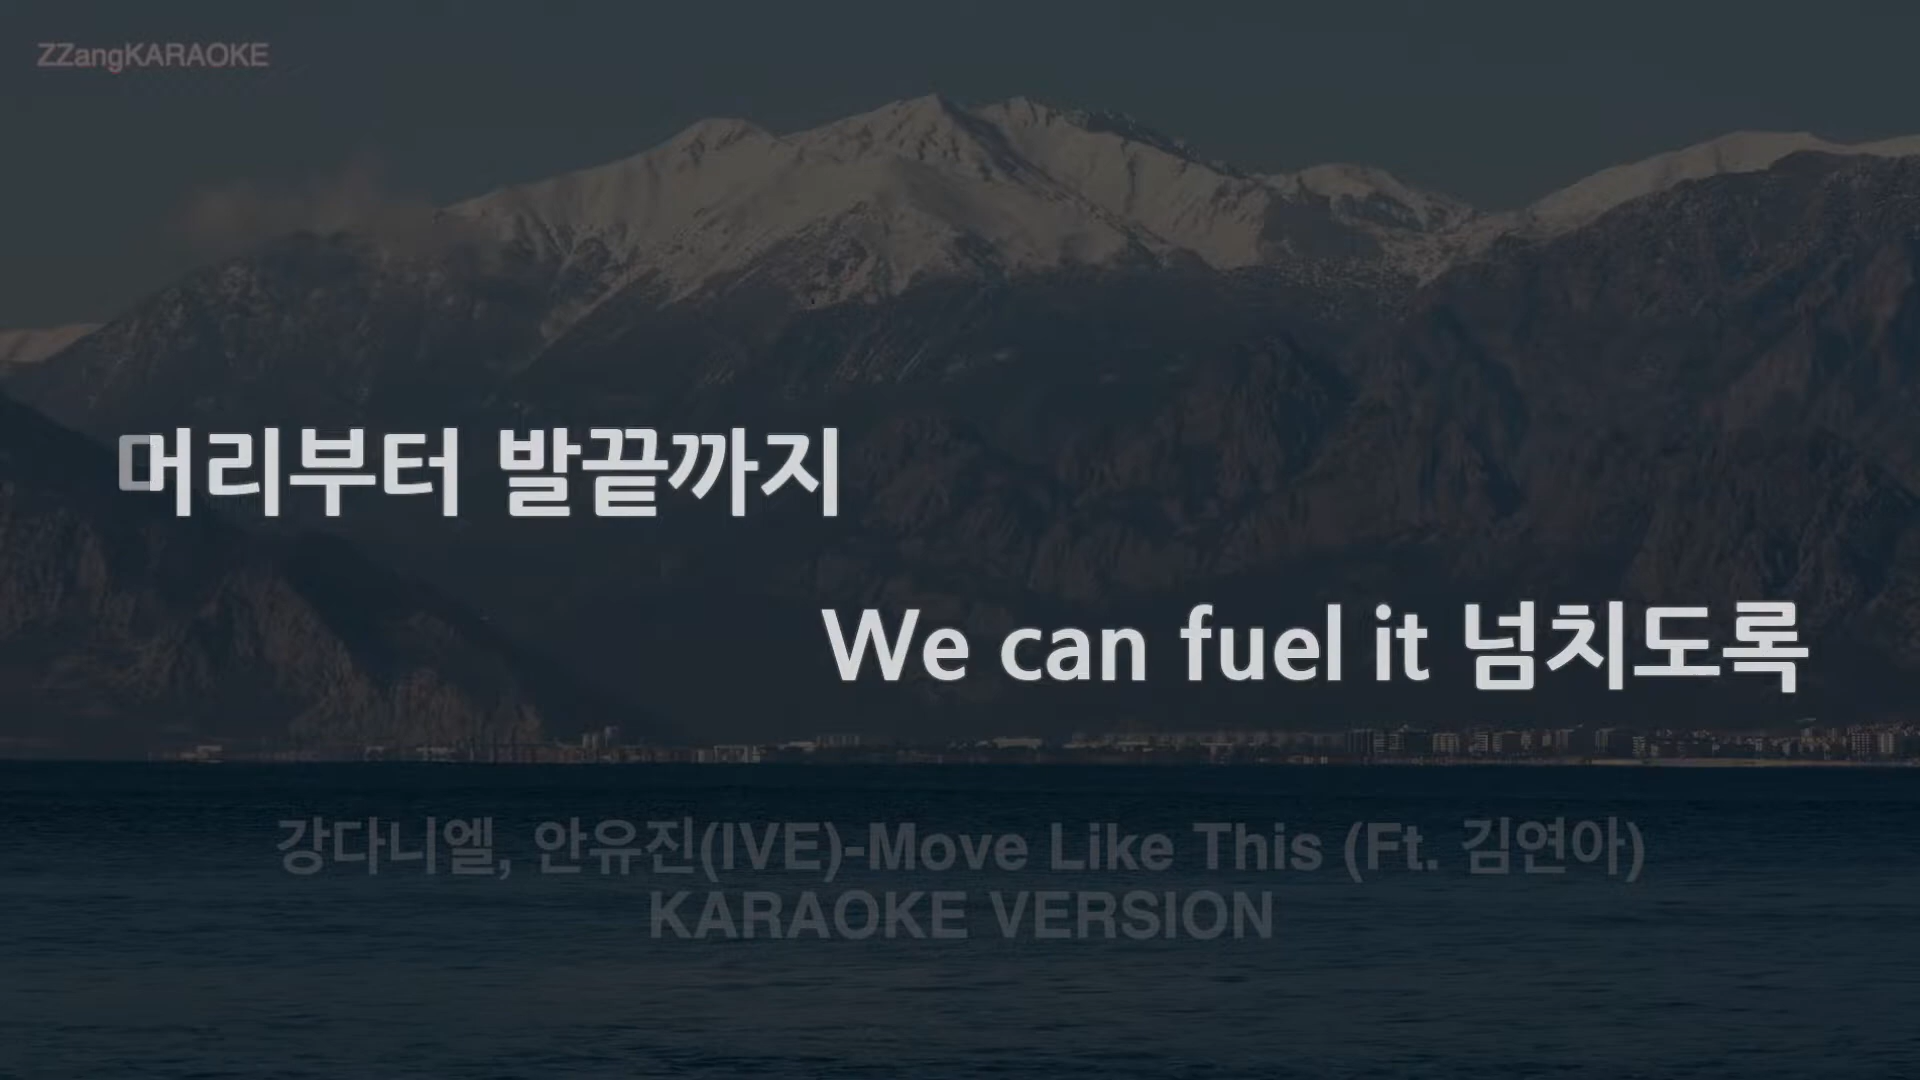 ZZangKARAOKE
머리부터 발끝까지
We can fuel it 넘치도록
강다니엘, 안유진(IVE)-Move Like This (Ft. 김연아)
KARAOKE VERSION